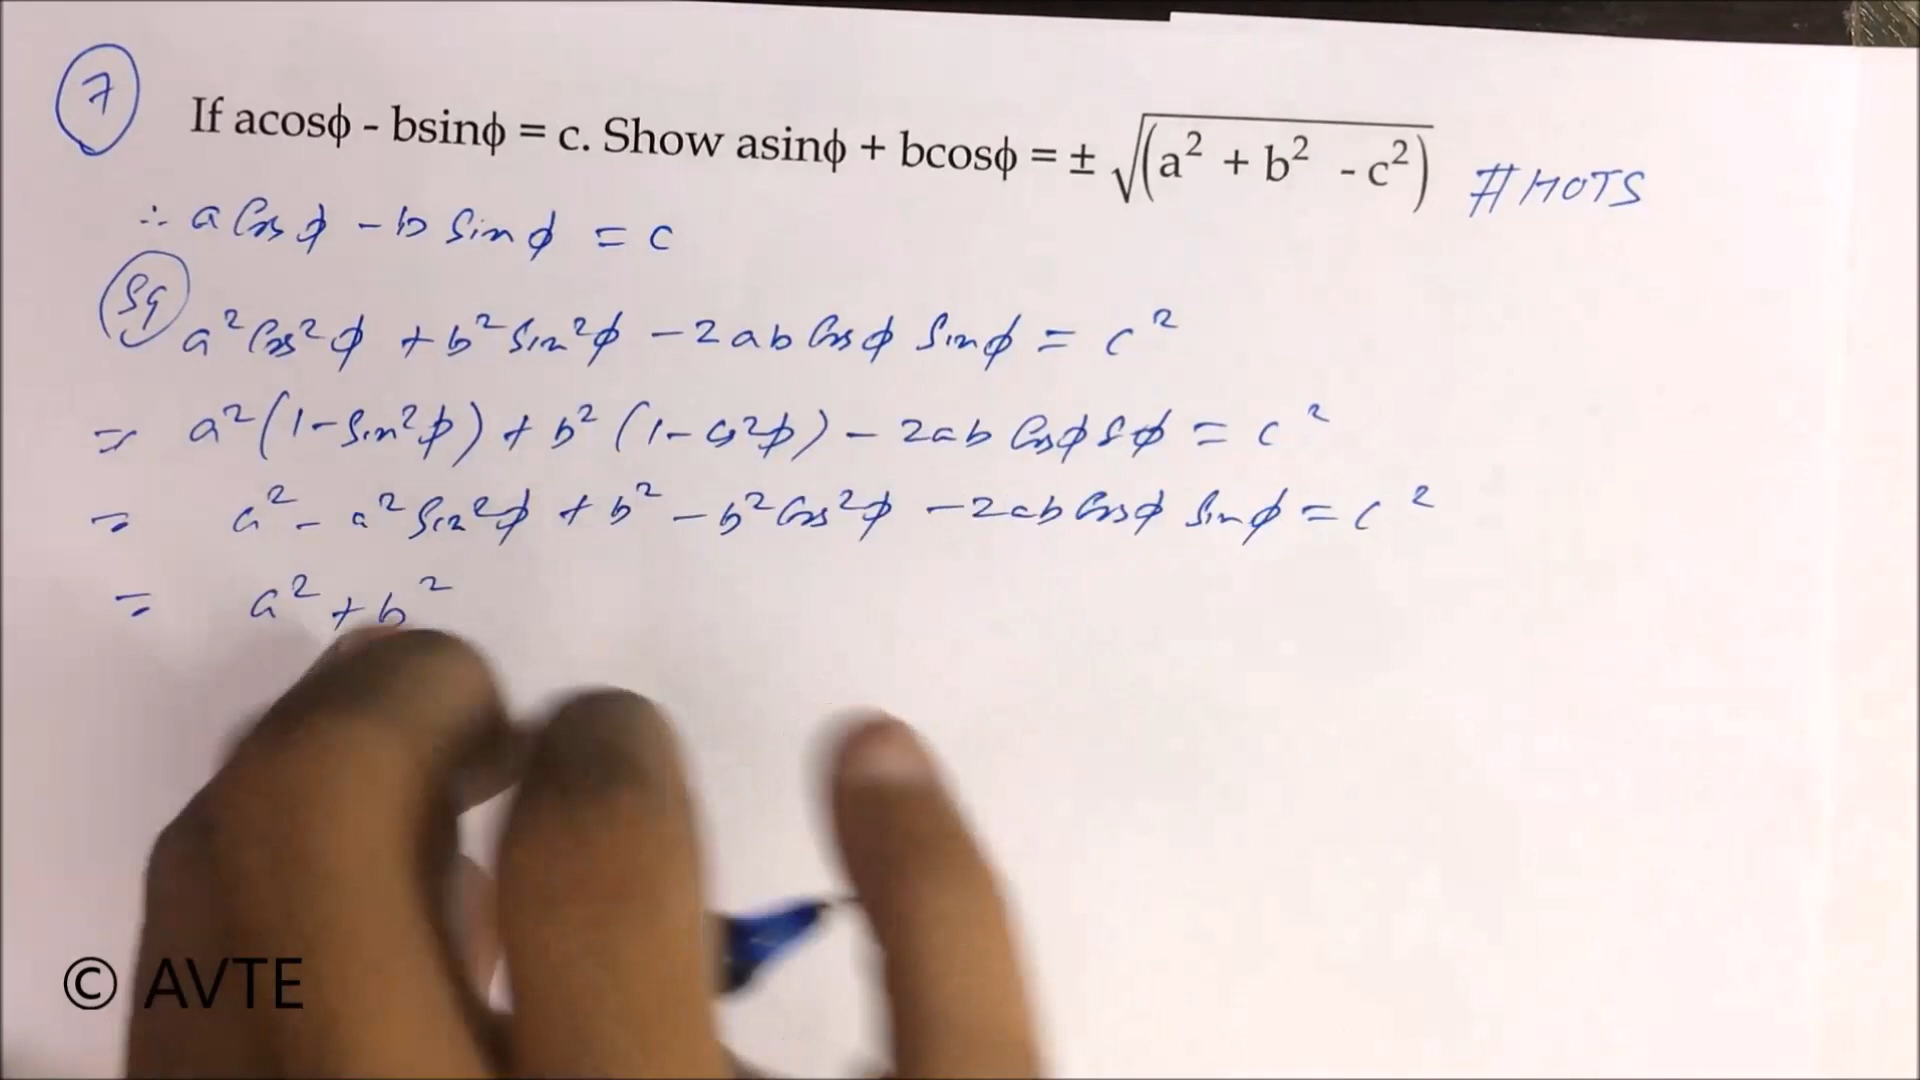 7
If acosϕ - bsinϕ = c. Show asinϕ + bcosϕ = ± √(a² + b² - c²) #HOTS
∴ a Cos ϕ - b Sin ϕ = c
Sq a² Cos² ϕ + b² Sin² ϕ - 2 a b Cos ϕ Sin ϕ = c²
⇒ a² (1 - Sin² ϕ) + b² (1 - Cs² ϕ) - 2ab Cos ϕ S ϕ = c²
⇒ a² - a² Sin² ϕ + b² - b² Cos² ϕ - 2ab Cos ϕ Sin ϕ = c²
⇒ a² + b²
© AVTE